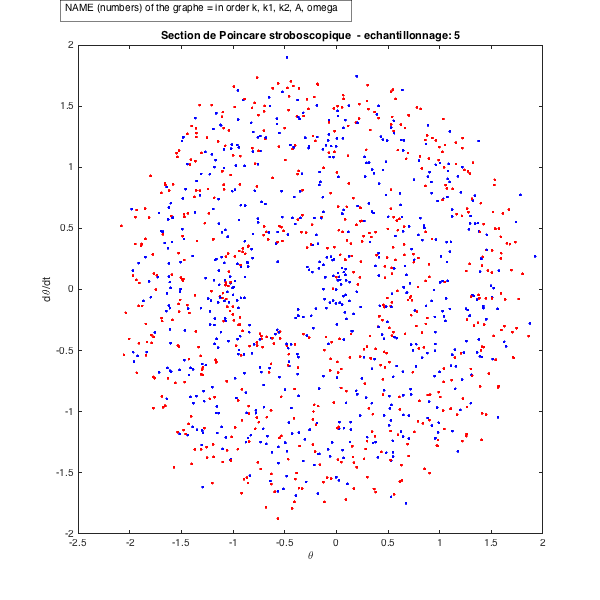 NAME (numbers) of the graphe = in order k, k1, k2, A, omega
Section de Poincare stroboscopique - echantillonnage: 5
2
1.5
1
0.5
0
-0.5
-1
-1.5
-2
dθ/dt
-2.5 -2 -1.5 -1 -0.5 0 0.5 1 1.5 2
θ